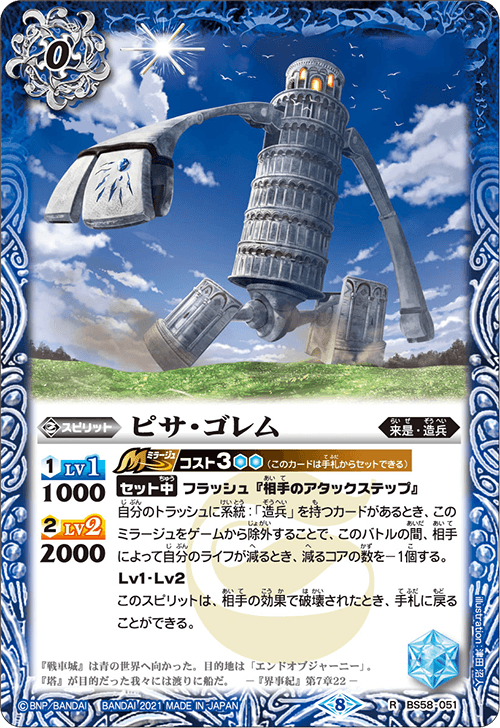 0
スピリット
ピサ・ゴレム
来是・造兵
1 LV1
1000
2 LV2
2000
Mミラージュ コスト3 (このカードは手札からセットできる)
セット中 フラッシュ『相手のアタックステップ』
自分のトラッシュに系統:「造兵」を持つカードがあるとき、この
ミラージュをゲームから除外することで、このバトルの間、相手
によって自分のライフが減るとき、減るコアの数を-1個する。
Lv1・Lv2
このスピリットは、相手の効果で破壊されたとき、手札に戻る
ことができる。
『戦車城』は青の世界へ向かった。目的地は「エンドオブジャーニー」。
『塔』が目的だった我々には渡りに船だ。 －『界事紀』第7章22－
illustration:津田 沼人
©BNP/BANDAI BANDAI 2021 MADE IN JAPAN
8
R BS58-051